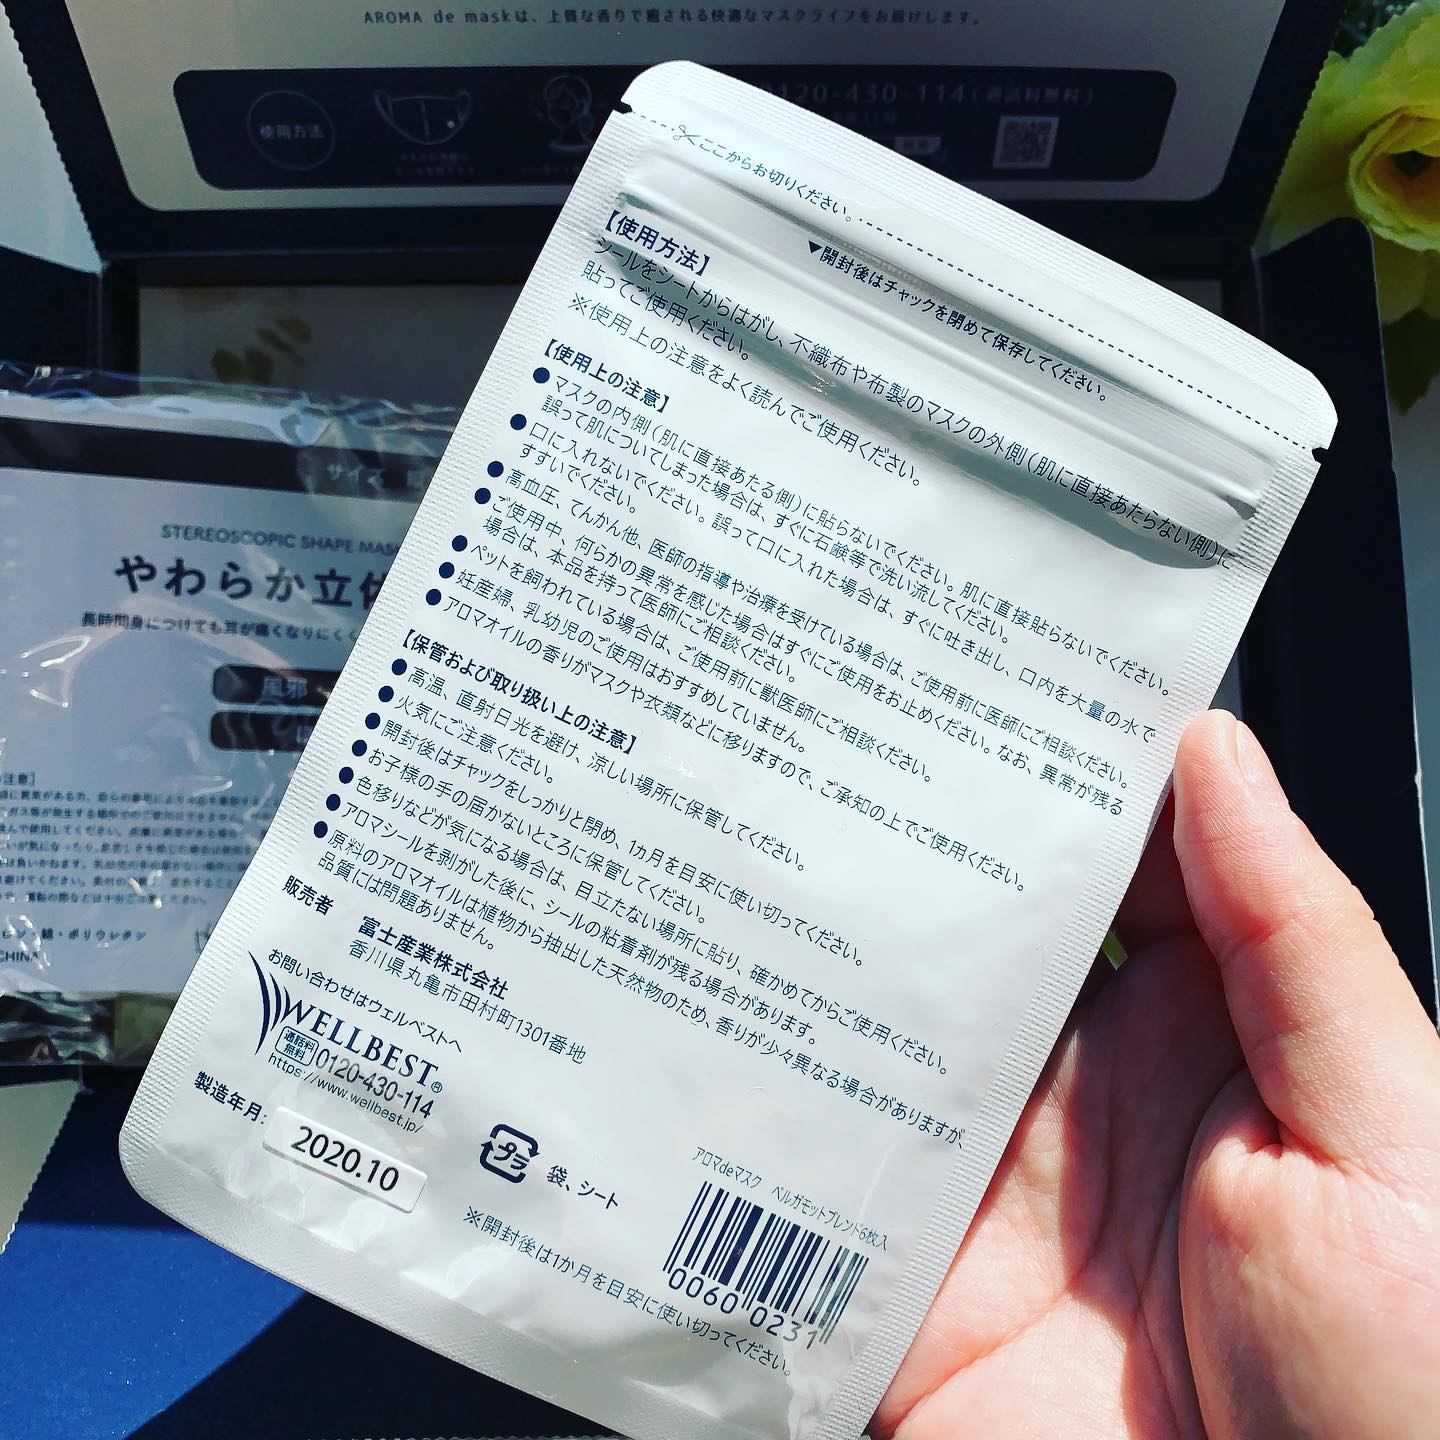 AROMA de maskは、上質な香りで癒される快適なマスクライフをお届けします。
使用方法
0120-430-114(通話料無料)
ここからお切りください。
▼開封後はチャックを閉めて保存してください。
【使用方法】
シールをシートからはがし、不織布や布製のマスクの外側(肌に直接あたらない側)に
貼ってご使用ください。
※使用上の注意をよく読んでご使用ください。
【使用上の注意】
●マスクの内側(肌に直接あたる側)に貼らないでください。肌に直接貼らないでください。
誤って肌についてしまった場合は、すぐに石鹸等で洗い流してください。
●口に入れないでください。誤って口に入れた場合は、すぐに吐き出し、口内を大量の水で
すすいでください。
●高血圧、てんかん他、医師の指導や治療を受けている場合は、ご使用前に医師にご相談ください。
●ご使用中、何らかの異常を感じた場合はすぐにご使用をお止めください。なお、異常が残る
場合は、本品を持って医師にご相談ください。
●ペットを飼われている場合は、ご使用前に獣医師にご相談ください。
●妊産婦、乳幼児のご使用はおすすめしていません。
●アロマオイルの香りがマスクや衣類などに移りますので、ご承知の上でご使用ください。
【保管および取り扱い上の注意】
●高温、直射日光を避け、涼しい場所に保管してください。
●火気にご注意ください。
●開封後はチャックをしっかりと閉め、1ヵ月を目安に使い切ってください。
●お子様の手の届かないところに保管してください。
●色移りなどが気になる場合は、目立たない場所に貼り、確かめてからご使用ください。
●アロマシールを剥がした後に、シールの粘着剤が残る場合があります。
●原料のアロマオイルは植物から抽出した天然物のため、香りが少々異なる場合がありますが、
品質には問題ありません。
販売者 富士産業株式会社
香川県丸亀市田村町1301番地
お問い合わせはウェルベストへ
WELLBEST®
通話料無料 0120-430-114
https://www.wellbest.jp/
製造年月: 2020.10
プラ 袋、シート
※開封後は1か月を目安に使い切ってください。
アロマdeマスク ベルガモットブレンド6枚入
0060 0231
サイズ
STEREOSCOPIC SHAPE MAS
やわらか立体
長時間身につけても耳が痛くなりにくく
風邪